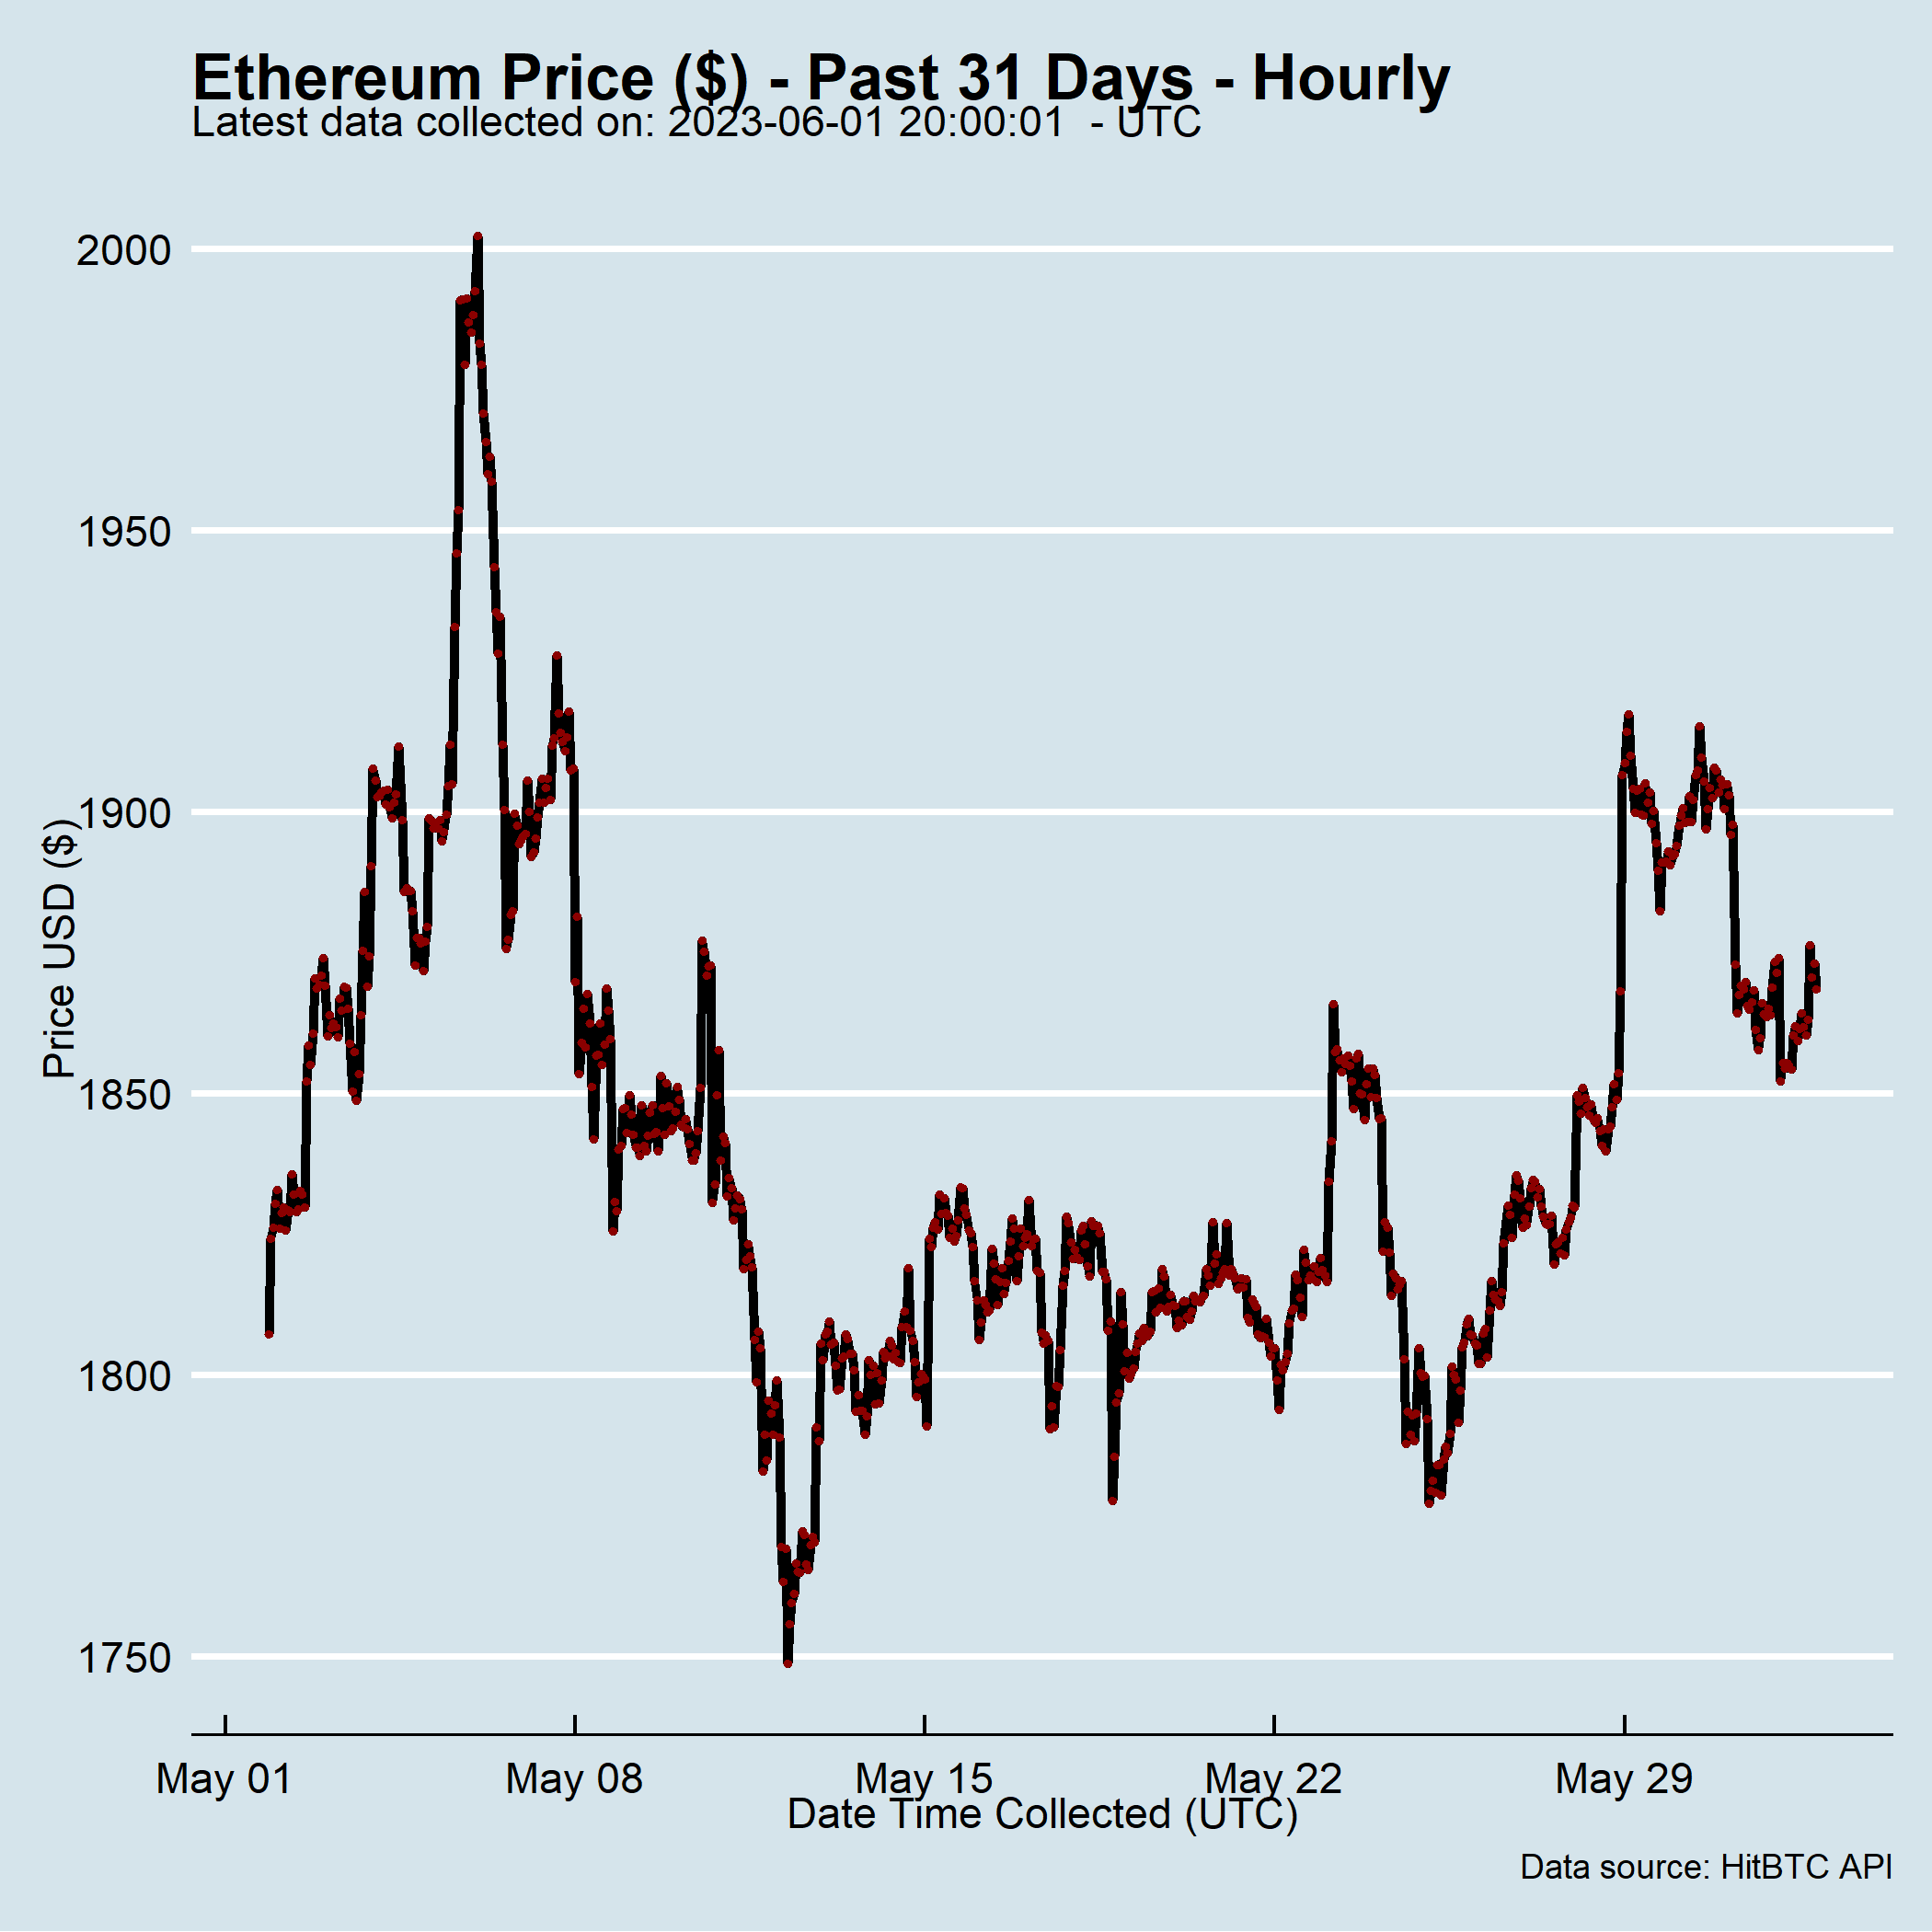 Ethereum Price ($) - Past 31 Days - Hourly
Latest data collected on: 2023-06-01 20:00:01  - UTC
2000
1950
1900
1850
1800
1750
Price USD ($)
May 01
May 08
May 15
May 22
May 29
Date Time Collected (UTC)
Data source: HitBTC API